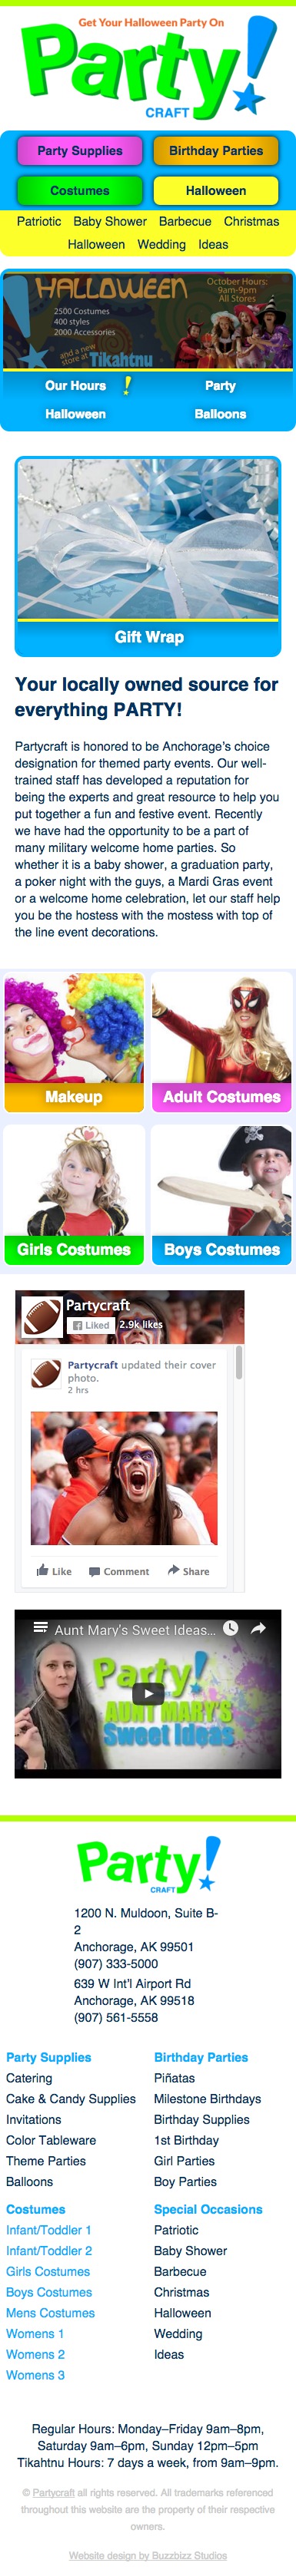 Get Your Halloween Party On
Party!
CRAFT
Party Supplies
Birthday Parties
Costumes
Halloween
Patriotic Baby Shower Barbecue Christmas
Halloween Wedding Ideas
HALLOWEEN
October Hours:
9am-9pm
All Stores
2500 Costumes
400 styles
2000 Accessories
and a new
store at Tikahtnu
Our Hours
Party
Halloween
Balloons
Gift Wrap
Your locally owned source for
everything PARTY!
Partycraft is honored to be Anchorage's choice
designation for themed party events. Our well-
trained staff has developed a reputation for
being the experts and great resource to help you
put together a fun and festive event. Recently
we have had the opportunity to be a part of
many military welcome home parties. So
whether it is a baby shower, a graduation party,
a poker night with the guys, a Mardi Gras event
or a welcome home celebration, let our staff help
you be the hostess with the mostess with top of
the line event decorations.
Makeup
Adult Costumes
Girls Costumes
Boys Costumes
Partycraft
Liked 2.9k likes
Partycraft updated their cover
photo.
2 hrs
Like Comment Share
Aunt Mary's Sweet Ideas...
Party!
AUNT MARY'S
Sweet Ideas
Party!
CRAFT
1200 N. Muldoon, Suite B-
2
Anchorage, AK 99501
(907) 333-5000
639 W Int'l Airport Rd
Anchorage, AK 99518
(907) 561-5558
Party Supplies
Catering
Cake & Candy Supplies
Invitations
Color Tableware
Theme Parties
Balloons
Birthday Parties
Piñatas
Milestone Birthdays
Birthday Supplies
1st Birthday
Girl Parties
Boy Parties
Costumes
Infant/Toddler 1
Infant/Toddler 2
Girls Costumes
Boys Costumes
Mens Costumes
Womens 1
Womens 2
Womens 3
Special Occasions
Patriotic
Baby Shower
Barbecue
Christmas
Halloween
Wedding
Ideas
Regular Hours: Monday–Friday 9am–8pm,
Saturday 9am–6pm, Sunday 12pm–5pm
Tikahtnu Hours: 7 days a week, from 9am–9pm.
© Partycraft all rights reserved. All trademarks referenced
throughout this website are the property of their respective
owners.
Website design by Buzzbizz Studios